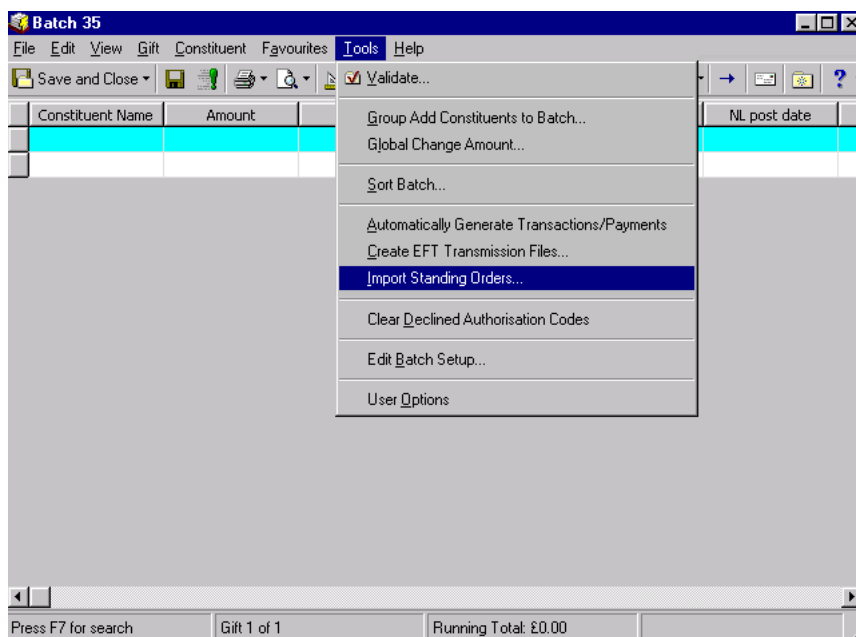 Batch 35
File Edit View Gift Constituent Favourites Tools Help
Save and Close
Validate...
?
Constituent Name Amount NL post date
Group Add Constituents to Batch...
Global Change Amount...
Sort Batch...
Automatically Generate Transactions/Payments
Create EFT Transmission Files...
Import Standing Orders...
Clear Declined Authorisation Codes
Edit Batch Setup...
User Options
Press F7 for search Gift 1 of 1 Running Total: £0.00